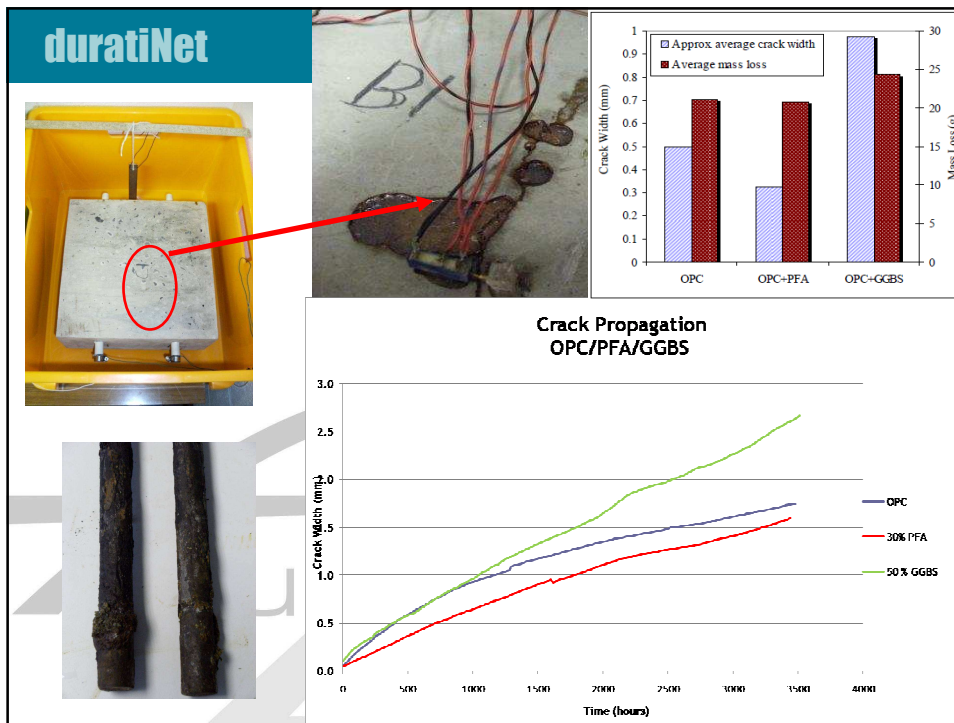 duratiNet
B1
Approx. average crack width
Average mass loss
Crack Width (mm)
1
0.9
0.8
0.7
0.6
0.5
0.4
0.3
0.2
0.1
0
30
25
20
15
10
5
0
Mass Loss (g)
OPC OPC+PFA OPC+GGBS
Crack Propagation
OPC/PFA/GGBS
Crack Width (mm)
3.0
2.5
2.0
1.5
1.0
0.5
0.0
0 500 1000 1500 2000 2500 3000 3500 4000
Time (hours)
OPC
30% PFA
50 % GGBS